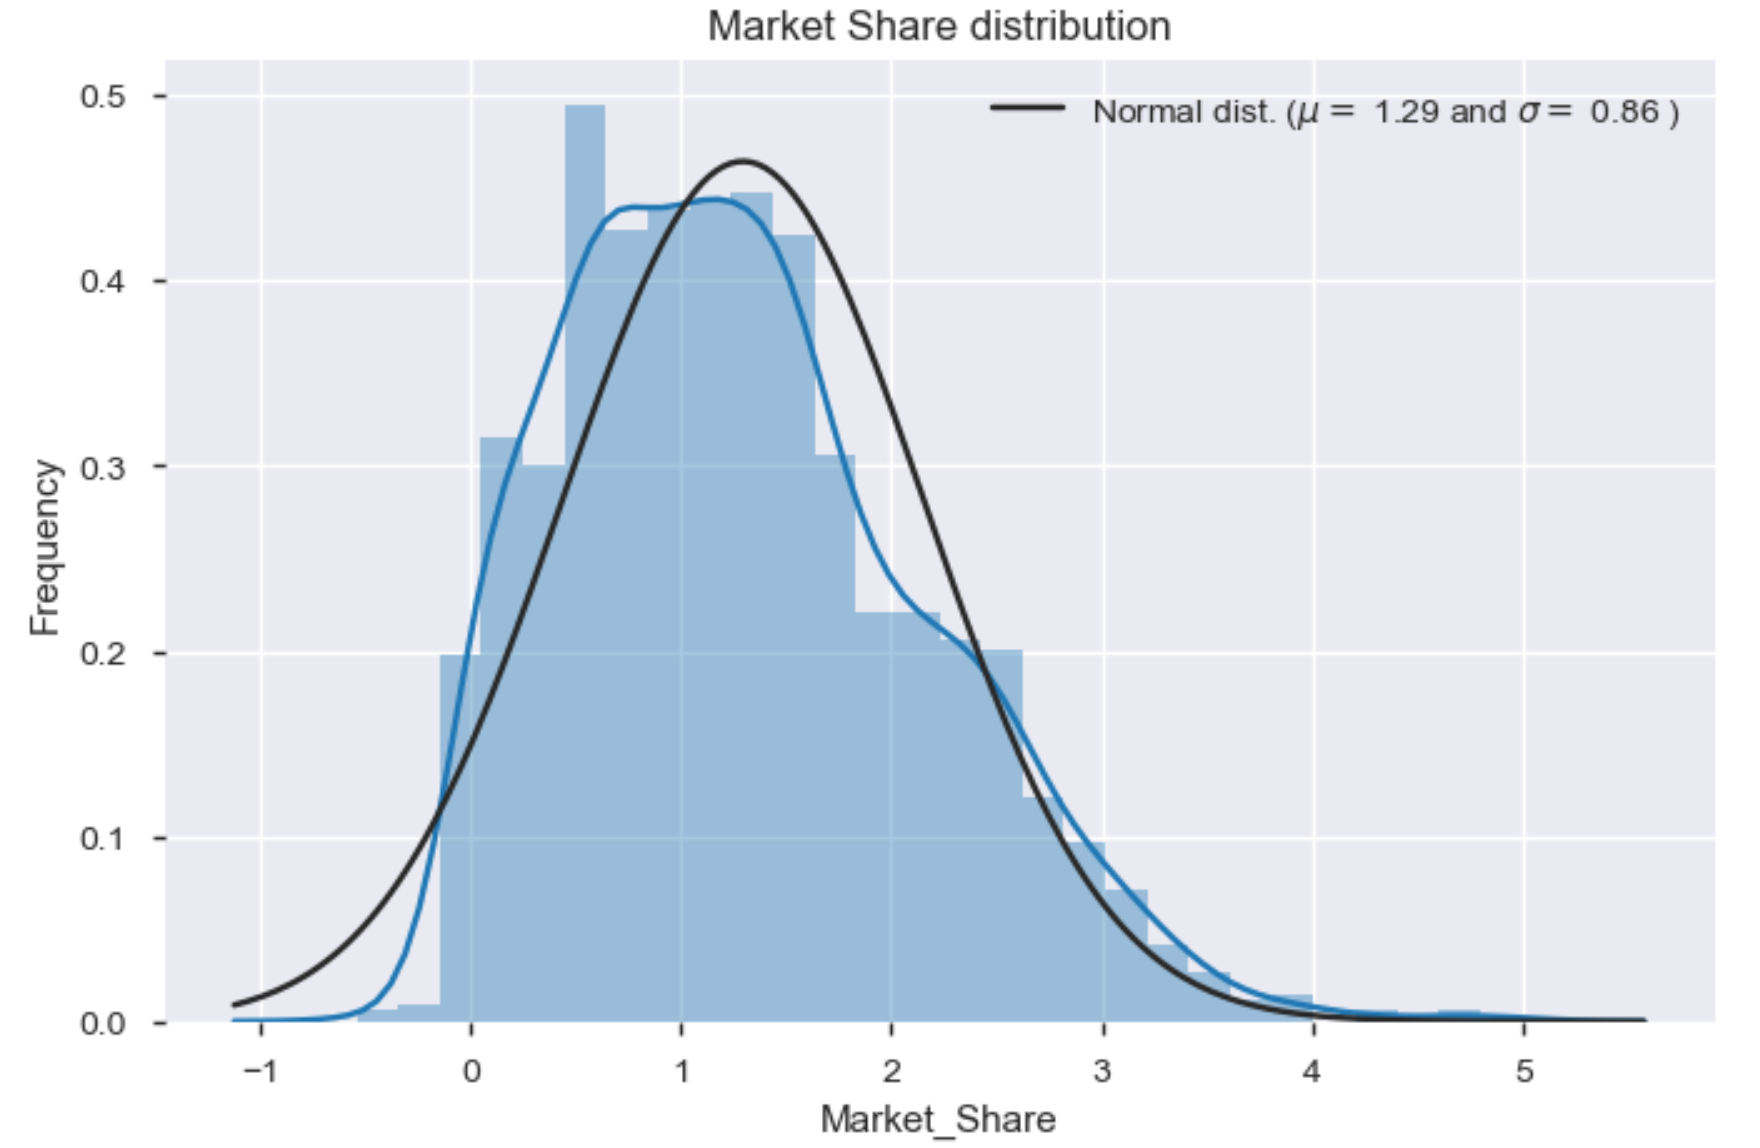 Market Share distribution
Normal dist. (μ = 1.29 and σ = 0.86 )
Frequency
0.5
0.4
0.3
0.2
0.1
0.0
−1 0 1 2 3 4 5
Market_Share